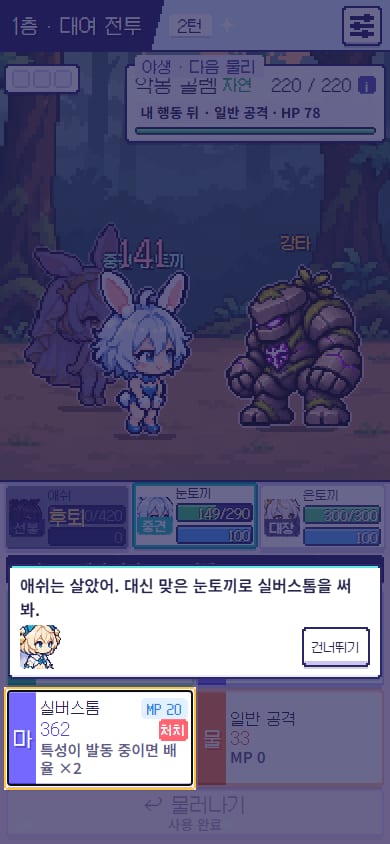 1층 · 대여 전투
2턴
야생 · 다음 물리
악몽 골렘 자연 220 / 220 i
내 행동 뒤 · 일반 공격 · HP 78
141
강타
애쉬
선봉
후퇴
0/420
0
눈토끼
중견
149/290
100
은토끼
대장
300/300
100
애쉬는 살았어. 대신 맞은 눈토끼로 실버스톰을 써
봐.
건너뛰기
마
실버스톰
MP 20
362
처치
특성이 발동 중이면 배
율 ×2
물
일반 공격
33
MP 0
↩ 물러나기
사용 완료